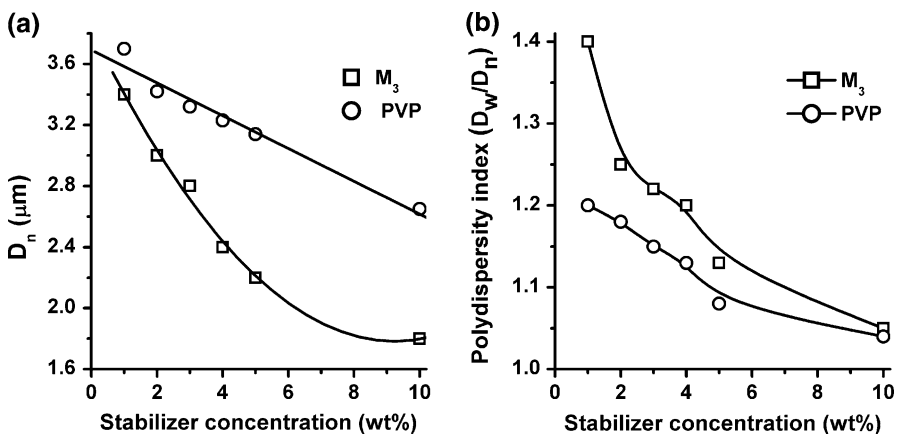 (a)
3.6
3.2
2.8
2.4
2.0
1.6
Dn (μm)
M3
PVP
0 2 4 6 8 10
Stabilizer concentration (wt%)
(b)
1.4
1.3
1.2
1.1
1.0
Polydispersity index (Dw/Dn)
M3
PVP
0 2 4 6 8 10
Stabilizer concentration (wt%)